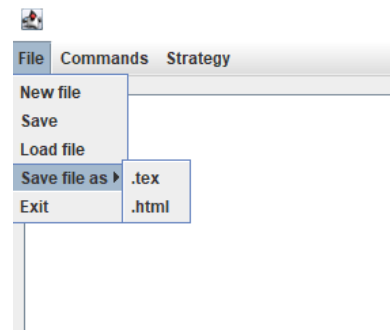 File Commands Strategy
New file
Save
Load file
Save file as .tex
Exit .html